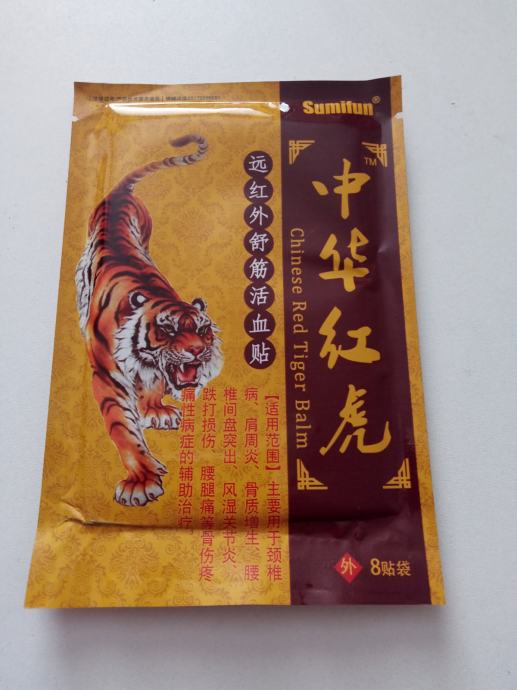 Sumifun®
中华红虎
TM
Chinese Red Tiger Balm
远红外舒筋活血贴
【适用范围】主要用于颈椎
病、肩周炎、骨质增生、腰
椎间盘突出、风湿关节炎、
跌打损伤、腰腿痛等骨伤疼
痛性病症的辅助治疗。
外
8贴袋